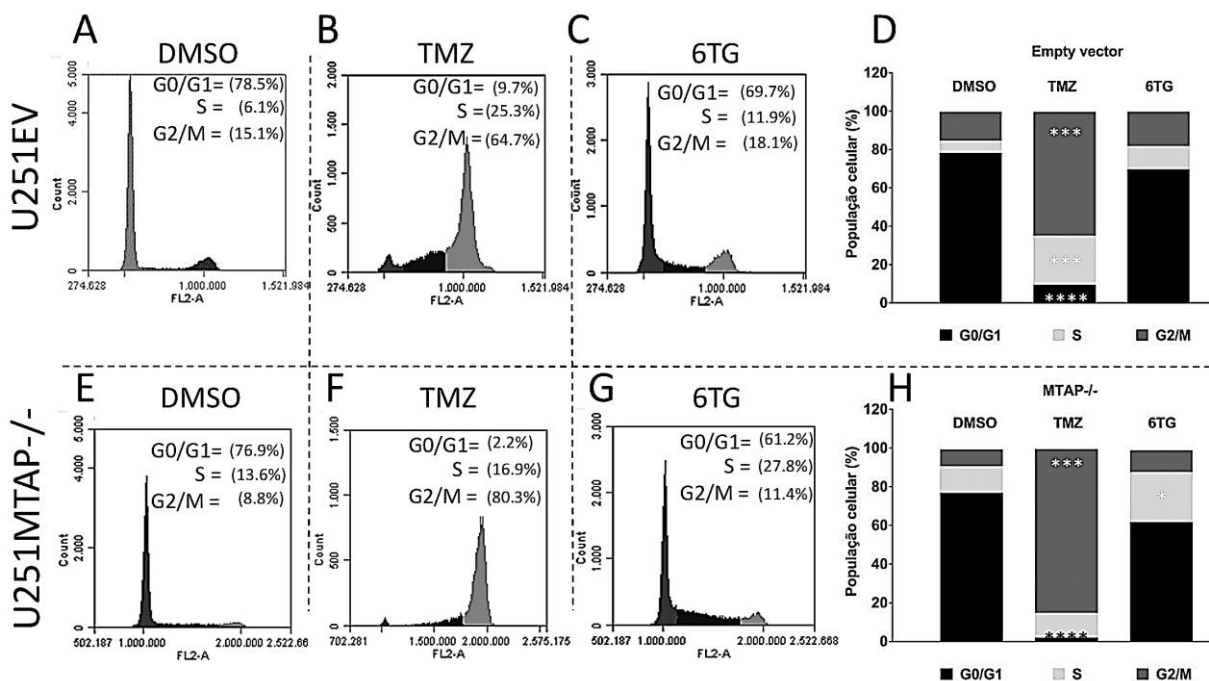 A
DMSO
G0/G1= (78.5%)
S = (6.1%)
G2/M = (15.1%)
U251EV
Count
5.000
4.000
2.000
0
274.628
1.000.000
1.521.984
FL2-A
B
TMZ
G0/G1= (9.7%)
S = (25.3%)
G2/M = (64.7%)
Count
2.000
1.500
1.000
500
0
274.628
1.000.000
1.521.984
FL2-A
C
6TG
G0/G1= (69.7%)
S = (11.9%)
G2/M = (18.1%)
Count
3.000
2.000
1.000
0
274.628
1.000.000
1.521.984
FL2-A
D
Empty vector
DMSO TMZ 6TG
População celular (%)
120
100
80
60
40
20
0
***
***
****
G0/G1 S G2/M
E
DMSO
G0/G1= (76.9%)
S = (13.6%)
G2/M = (8.8%)
U251MTAP-/-
Count
5.000
4.000
2.000
0
502.187
1.000.000
2.000.000
2.522.66
FL2-A
F
TMZ
G0/G1= (2.2%)
S = (16.9%)
G2/M = (80.3%)
Count
1.500
1.000
500
0
702.281
1.500.000
2.000.000
2.575.175
FL2-A
G
6TG
G0/G1= (61.2%)
S = (27.8%)
G2/M = (11.4%)
Count
3.000
2.000
1.000
0
502.187
1.000.000
2.000.000
2.522.668
FL2-A
H
MTAP-/-
DMSO TMZ 6TG
População celular (%)
120
100
80
60
40
20
0
***
*
****
G0/G1 S G2/M